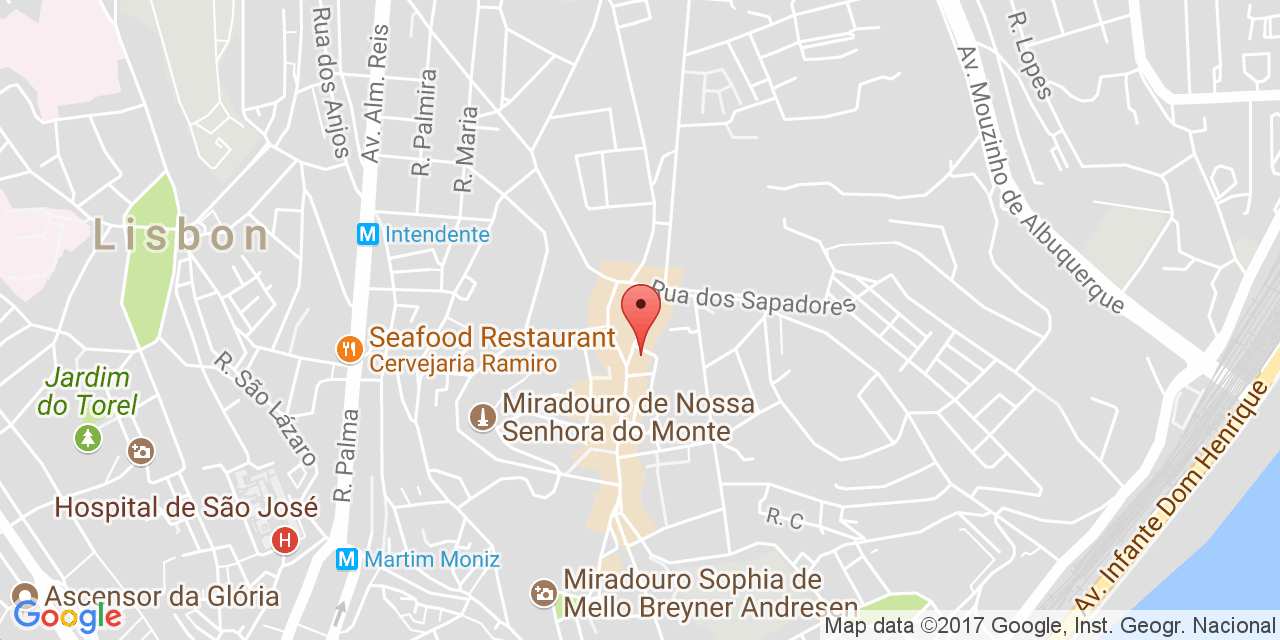 Rua dos Anjos
Av. Alm. Reis
R. Palmira
R. Maria
R. Lopes
Av. Mouzinho de Albuquerque
Lisbon
Intendente
Rua dos Sapadores
Seafood Restaurant
Cervejaria Ramiro
Jardim
do Torel
R. São Lázaro
R. Palma
Miradouro de Nossa
Senhora do Monte
Av. Infante Dom Henrique
Hospital de São José
H
R. C
M
Martim Moniz
M
Miradouro Sophia de
Mello Breyner Andresen
Ascensor da Glória
Google
Map data ©2017 Google, Inst. Geogr. Nacional